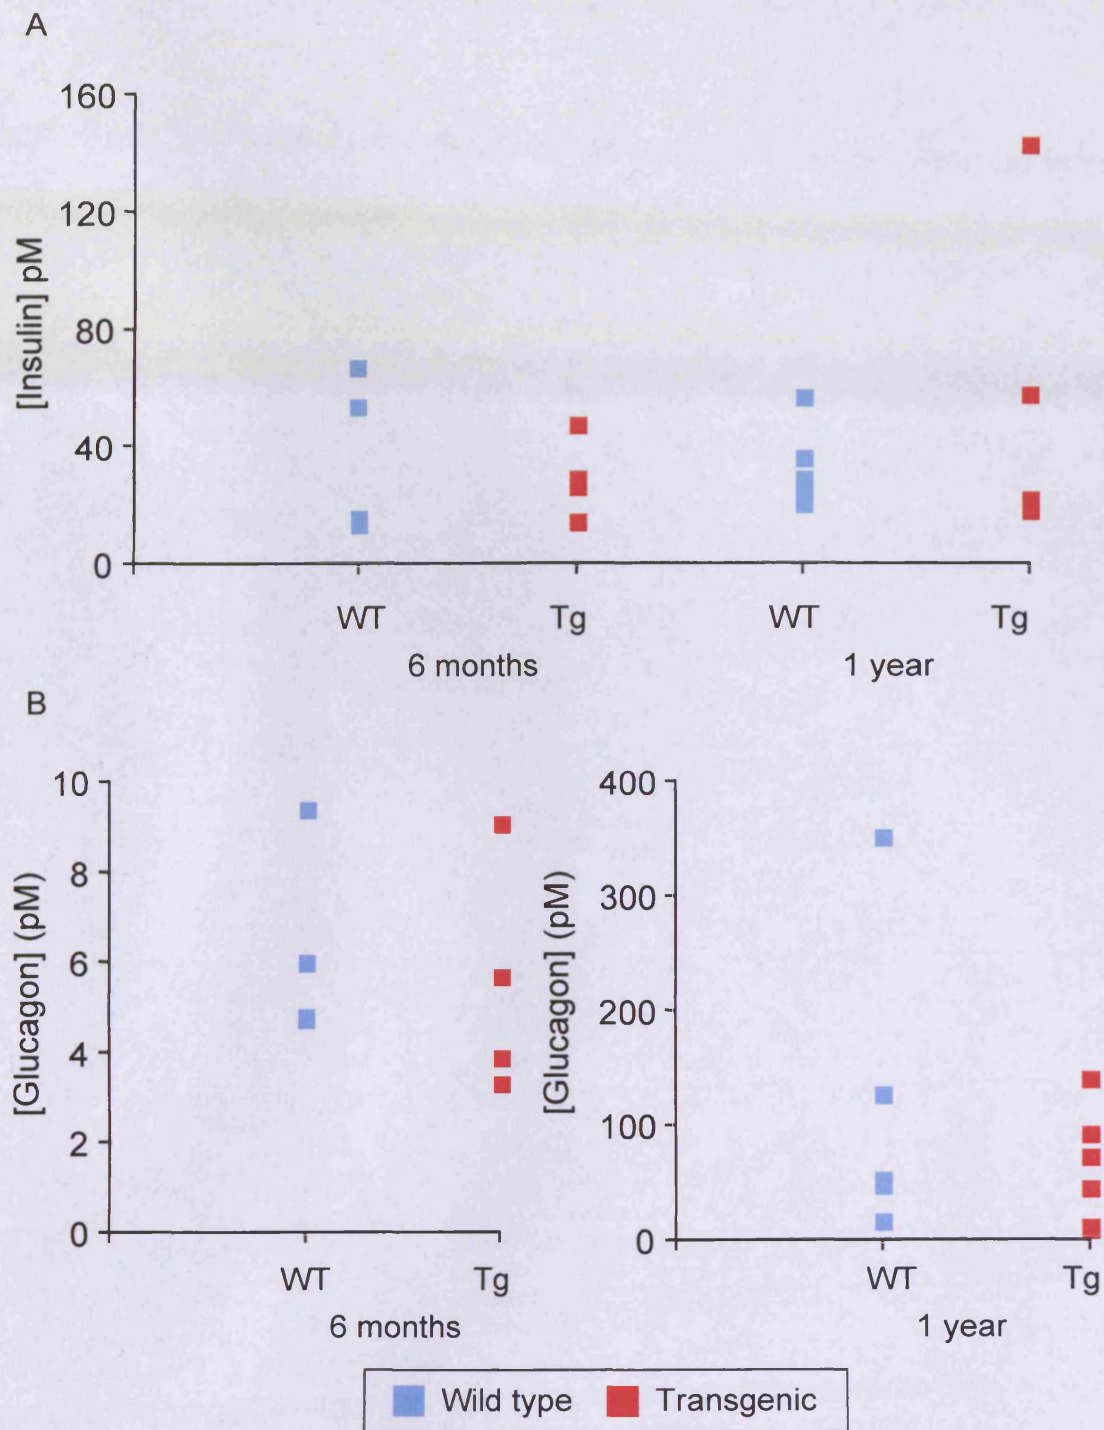 A
160
120
80
40
0
[Insulin] pM
WT Tg WT Tg
6 months 1 year
B
10
8
6
4
2
0
[Glucagon] (pM)
WT Tg
6 months
400
300
200
100
0
[Glucagon] (pM)
WT Tg
1 year
Wild type Transgenic